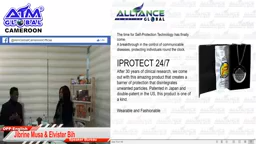 ATM
GLOBAL
CAMEROON
ALLIANCE
GLOBAL
The time for Self-Protection Technology has finally
come.
A breakthrough in the control of communicable
diseases, protecting individuals round the clock.
IPROTECT 24/7
After 30 years of clinical research, we come
out with this amazing product that creates a
barrier of protection that disintegrates
unwanted particles. Patented in Japan and
double-patent in the US, this product is one of
a kind.
Wearable and Fashionable.
OPP-English
Jibrine Musa & Elvister Bih